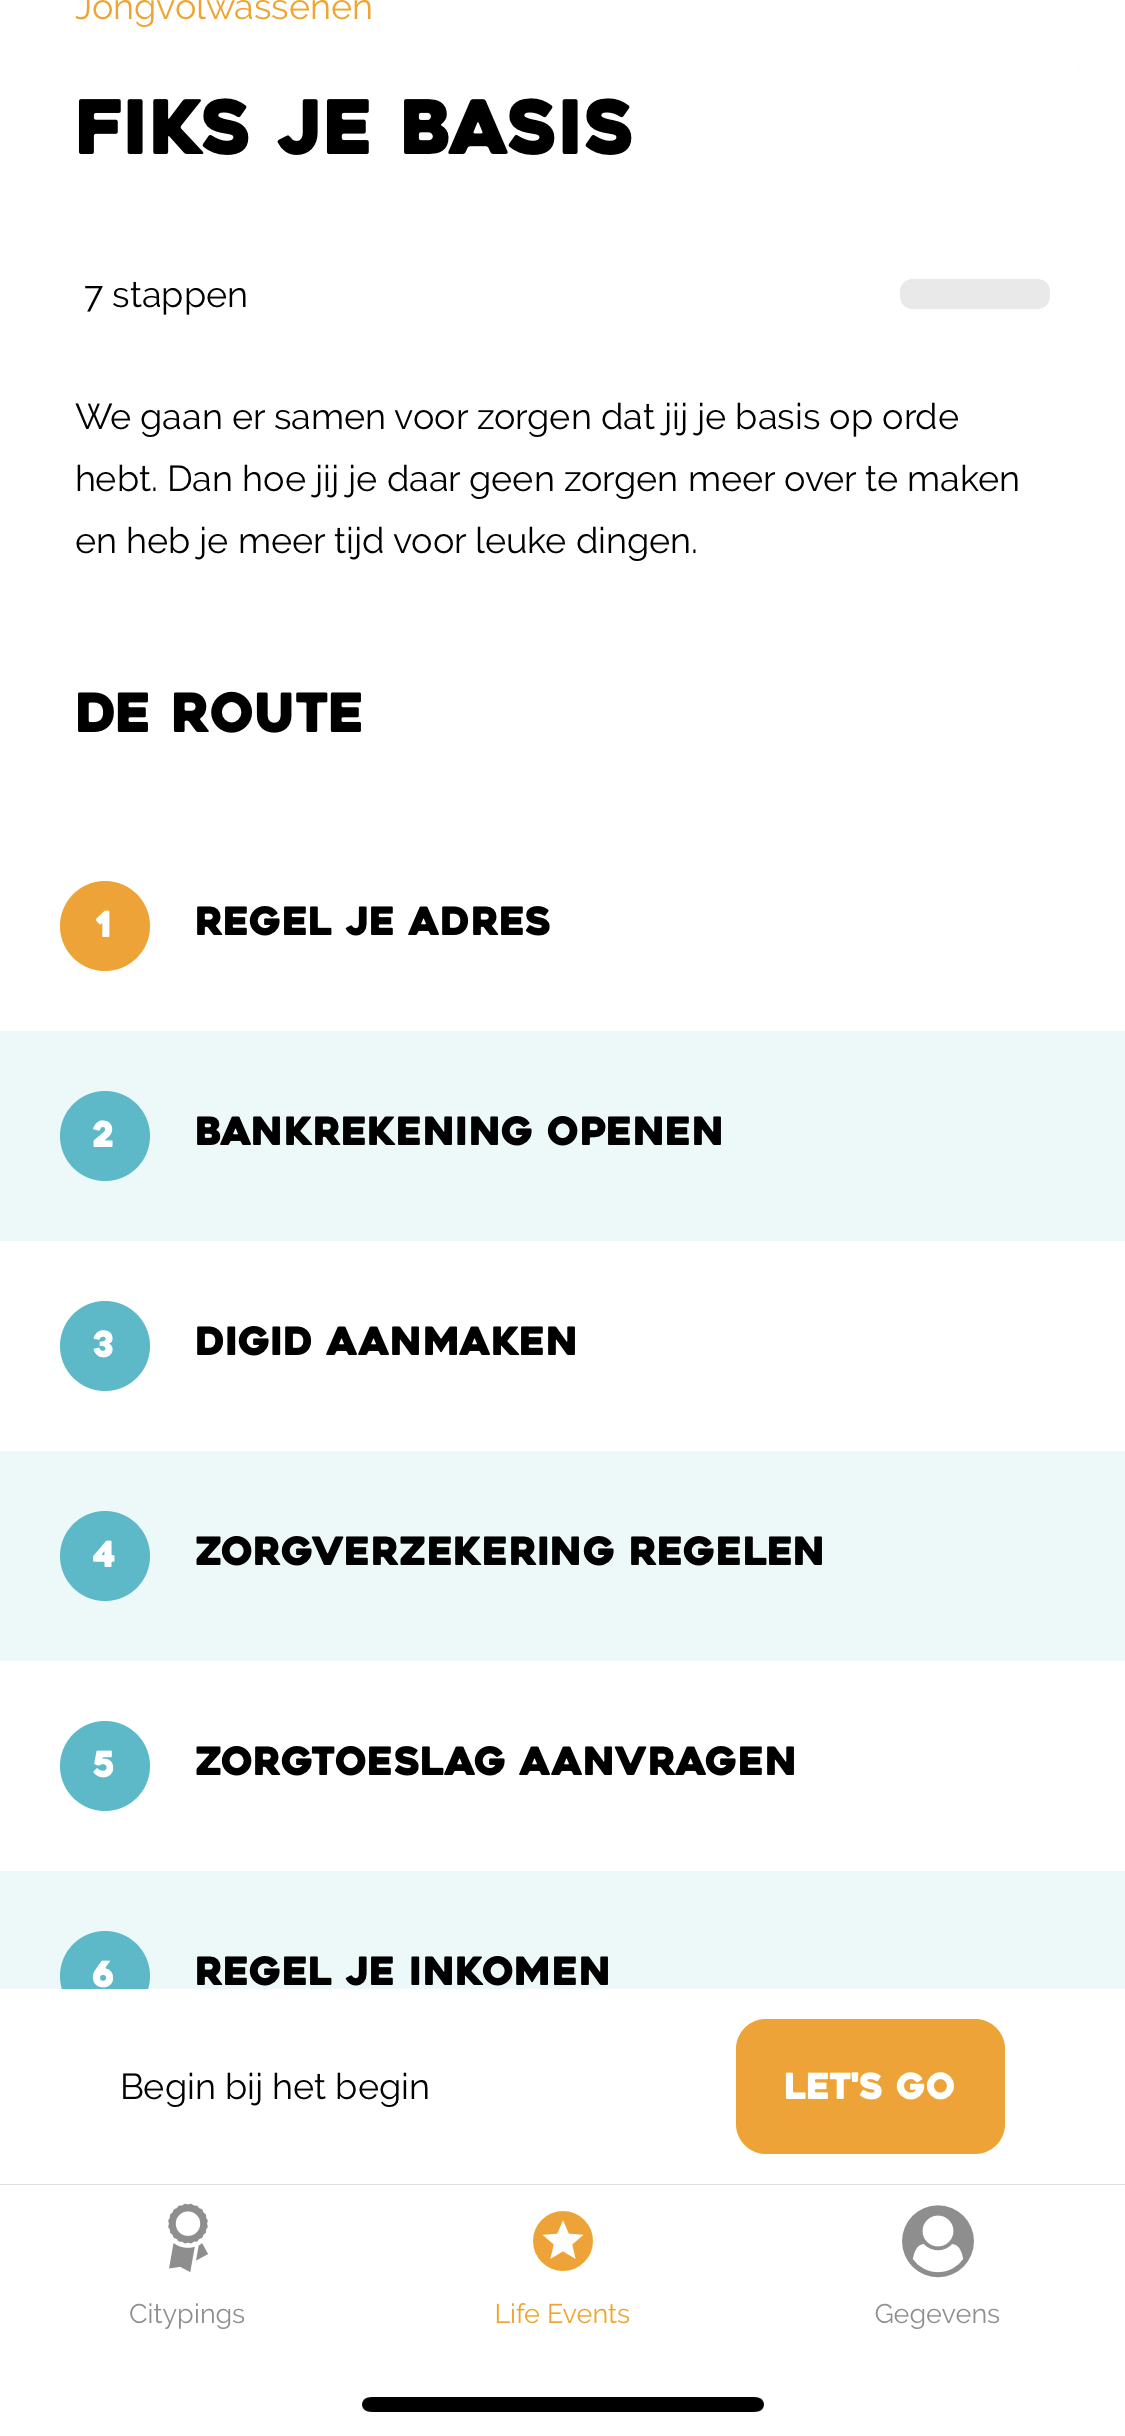 Jongvolwassenen
FIKS JE BASIS
7 stappen
We gaan er samen voor zorgen dat jij je basis op orde
hebt. Dan hoe jij je daar geen zorgen meer over te maken
en heb je meer tijd voor leuke dingen.
DE ROUTE
1 REGEL JE ADRES
2 BANKREKENING OPENEN
3 DIGID AANMAKEN
4 ZORGVERZEKERING REGELEN
5 ZORGTOESLAG AANVRAGEN
6 REGEL JE INKOMEN
Begin bij het begin LET'S GO
Citypings Life Events Gegevens